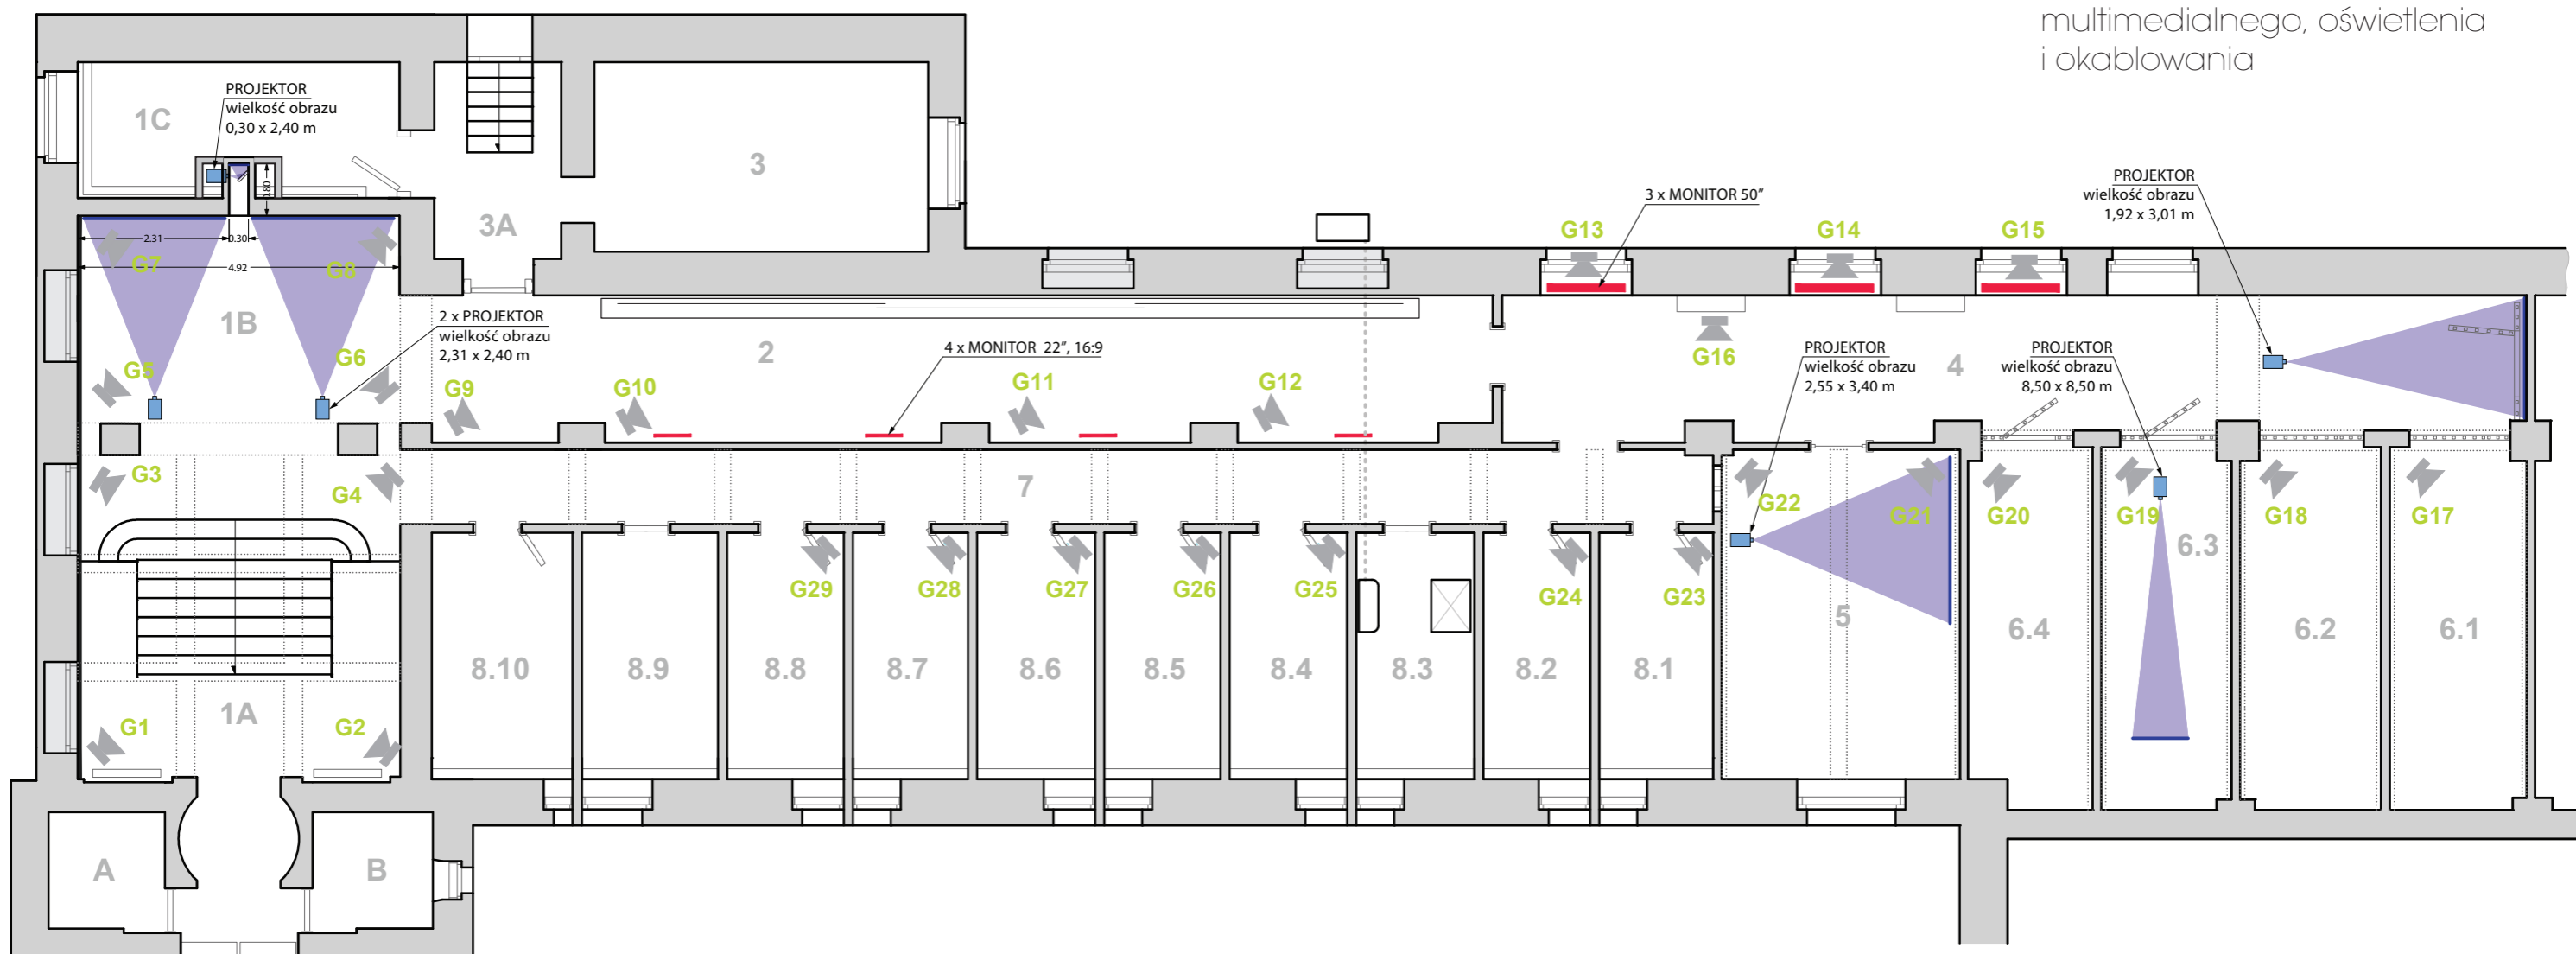 multimedialnego, oświetlenia
i okablowania
PROJEKTOR
wielkość obrazu
0,30 x 2,40 m
1C
3
3A
0.80
2.31
0.30
4.92
G7
G8
1B
2 x PROJEKTOR
wielkość obrazu
2,31 x 2,40 m
G5
G6
G9
G10
2
4 x MONITOR 22”, 16:9
G11
G12
G13
3 x MONITOR 50”
G14
G15
G16
PROJEKTOR
wielkość obrazu
1,92 x 3,01 m
PROJEKTOR
wielkość obrazu
2,55 x 3,40 m
4
PROJEKTOR
wielkość obrazu
8,50 x 8,50 m
G3
G4
7
G22
G21
G20
G19
G18
G17
G29
G28
G27
G26
G25
G24
G23
6.3
5
6.4
6.2
6.1
8.10
8.9
8.8
8.7
8.6
8.5
8.4
8.3
8.2
8.1
1A
G1
G2
A
B